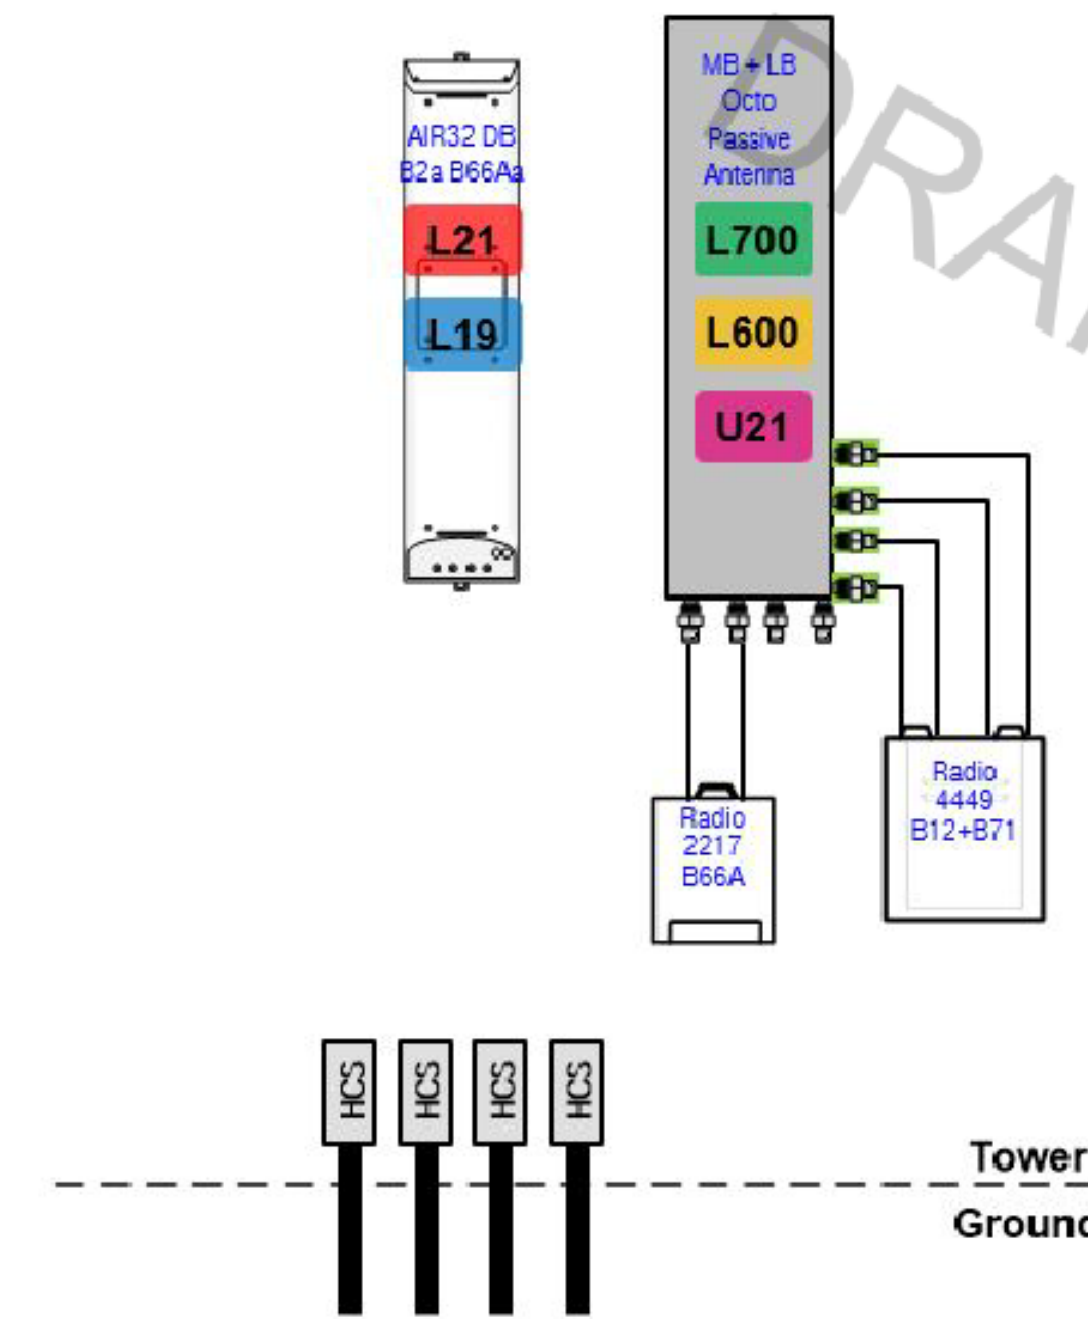 AIR32 DB
B2a B66Aa
L21
L19
MB + LB
Octo
Passive
Antenna
L700
L600
U21
DRA
Radio
2217
B66A
Radio
4449
B12+B71
HCS
HCS
HCS
HCS
Tower
Ground